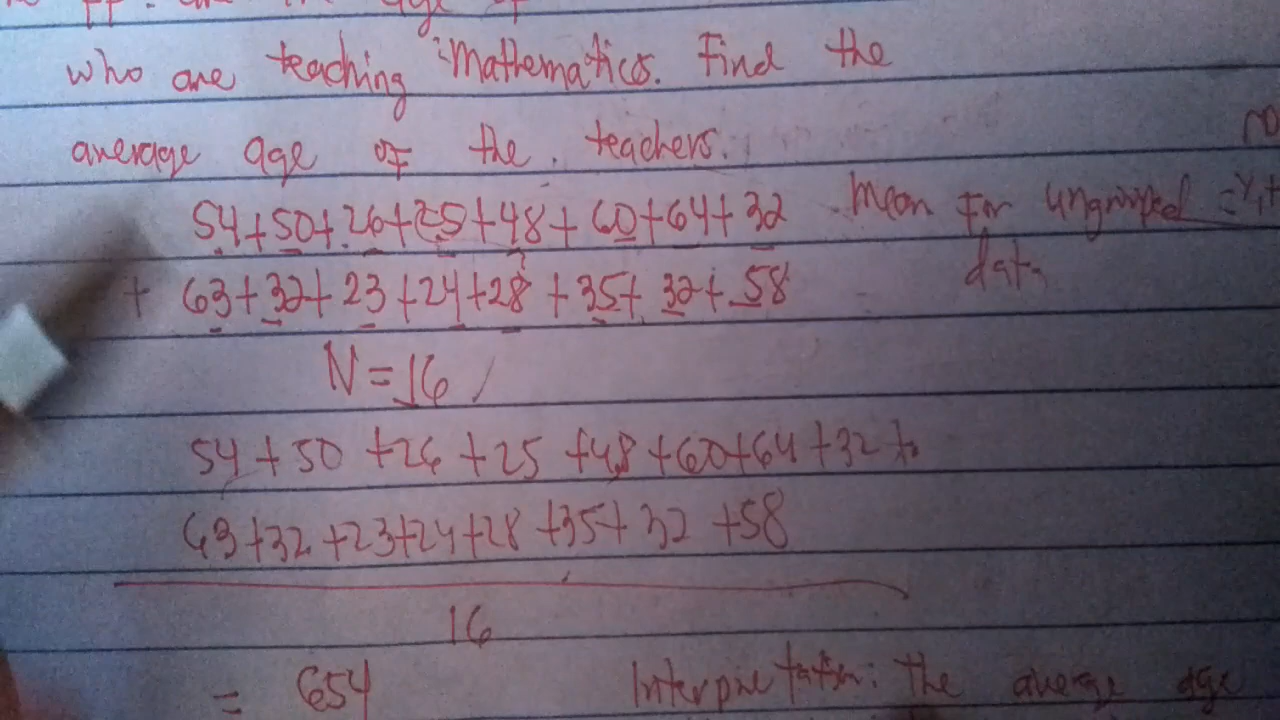 who are teaching Mathematics. Find the
average age of the teachers.
54+50+26+25+48+60+64+32 Mean For ungrouped
data
+ 63+32+23+24+28+35+32+58
N=16
54+50+26+25+48+60+64+32+
63+32+23+24+28+35+32+58
16
= 654 Interpretation: The average age